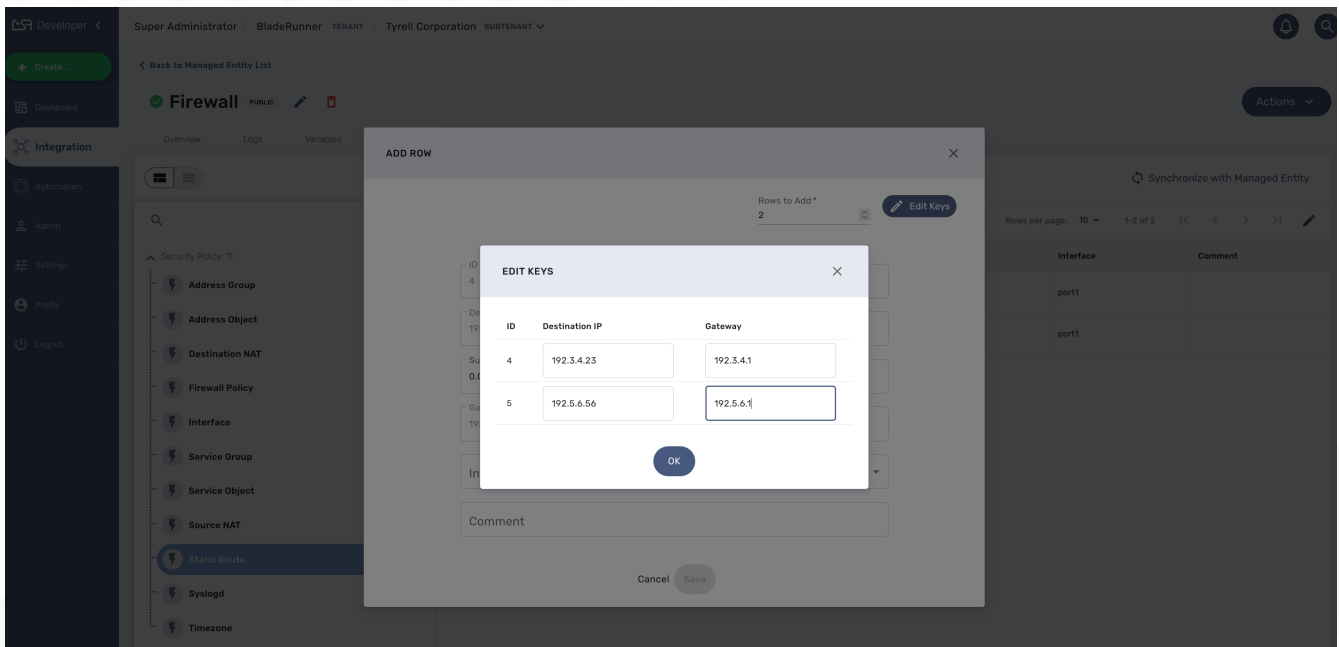 Developer
Super Administrator / BladeRunner TENANT / Tyrell Corporation SUBTENANT
+ Create...
Back to Managed Entity List
Dashboard
Firewall PUBLIC
Actions
Integration
Overview Logs Variables
ADD ROW
Automation
Synchronize with Managed Entity
Rows to Add *
2
Edit Keys
Admin
Rows per page: 10 1-2 of 2
Settings
Security Policy: 11
Interface Comment
ID
4
EDIT KEYS
Address Group
port1
Profile
Address Object
ID Destination IP Gateway
port1
Logout
Destination NAT
4 192.3.4.23 192.3.4.1
Firewall Policy
5 192.5.6.56 192.5.6.1
Interface
Service Group
OK
Service Object
Comment
Source NAT
Static Route
Cancel Save
Syslogd
Timezone